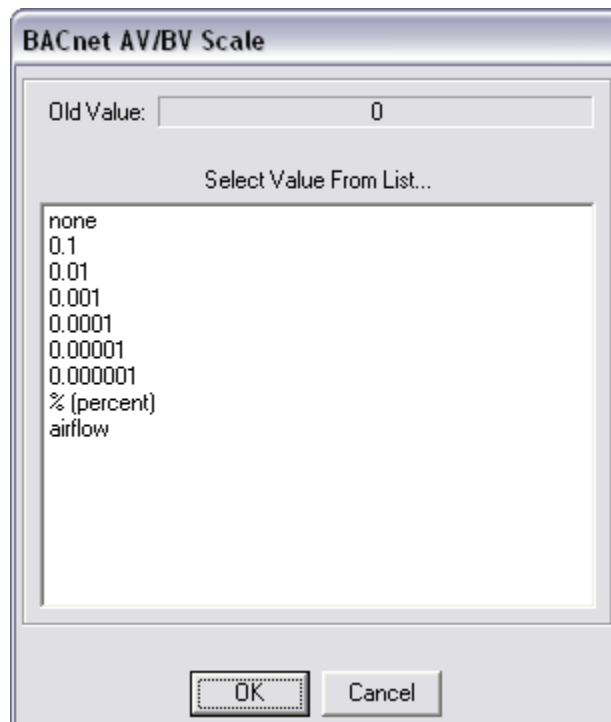 BACnet AV/BV Scale
Old Value: 0
Select Value From List...
none
0.1
0.01
0.001
0.0001
0.00001
0.000001
% (percent)
airflow
OK Cancel